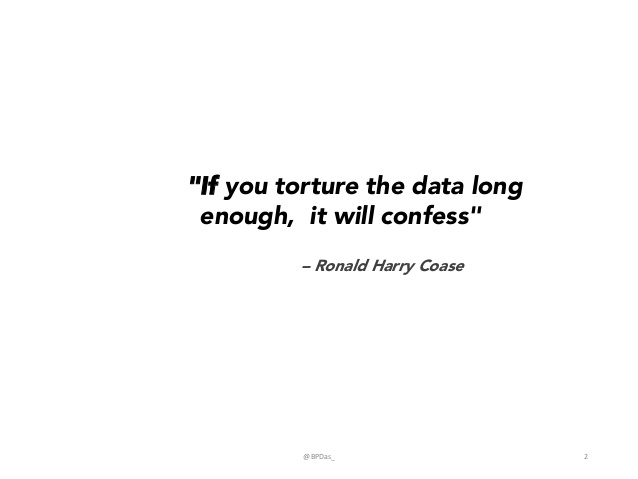 "If you torture the data long
enough,  it will confess"
– Ronald Harry Coase
@BPDas_
2